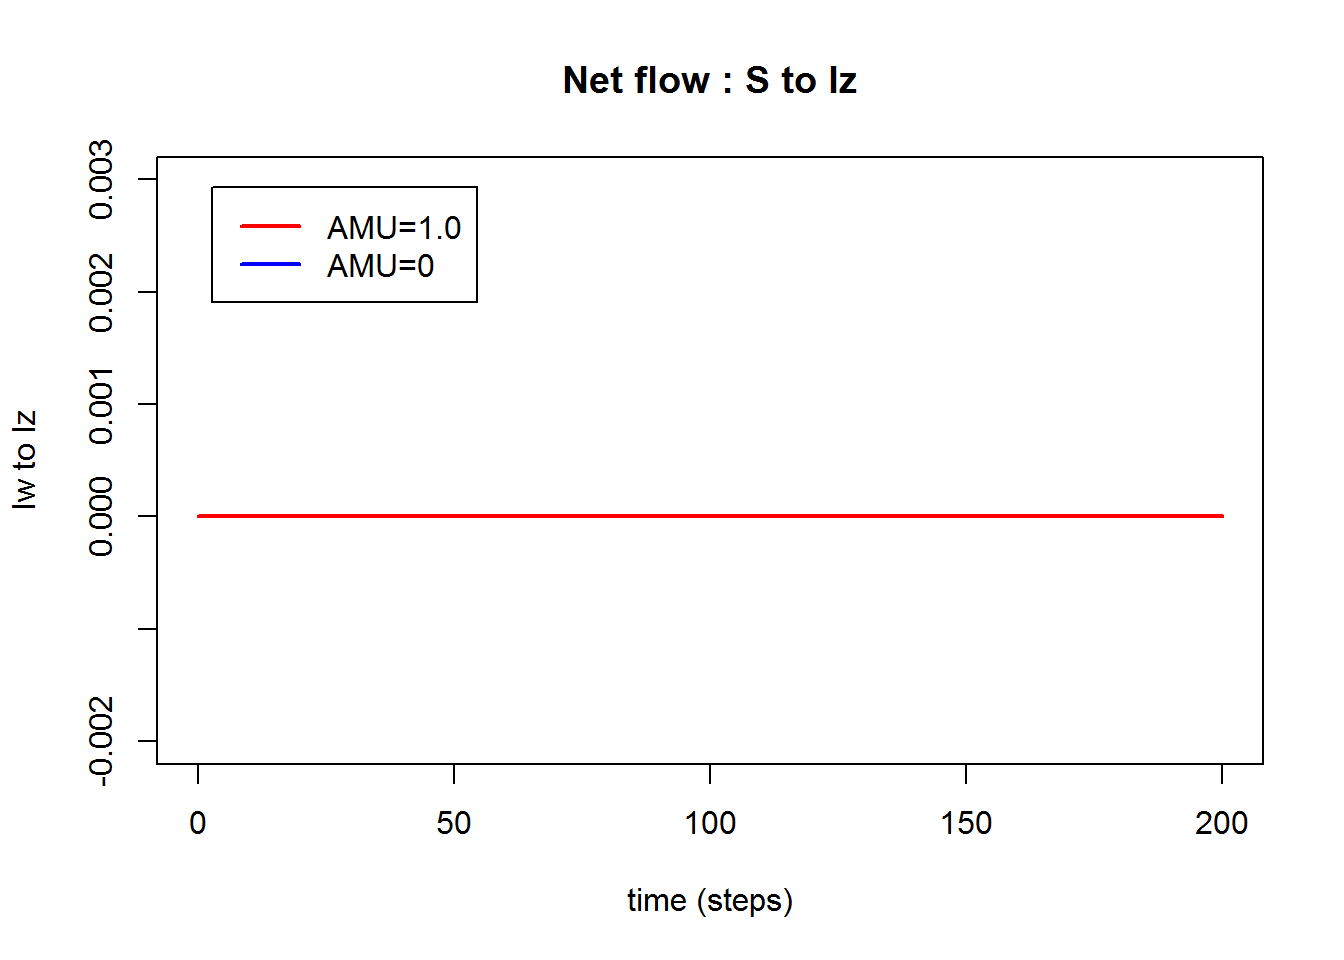 Net flow : S to Iz
AMU=1.0
AMU=0
Iw to Iz
0.003
0.002
0.001
0.000
-0.002
0 50 100 150 200
time (steps)